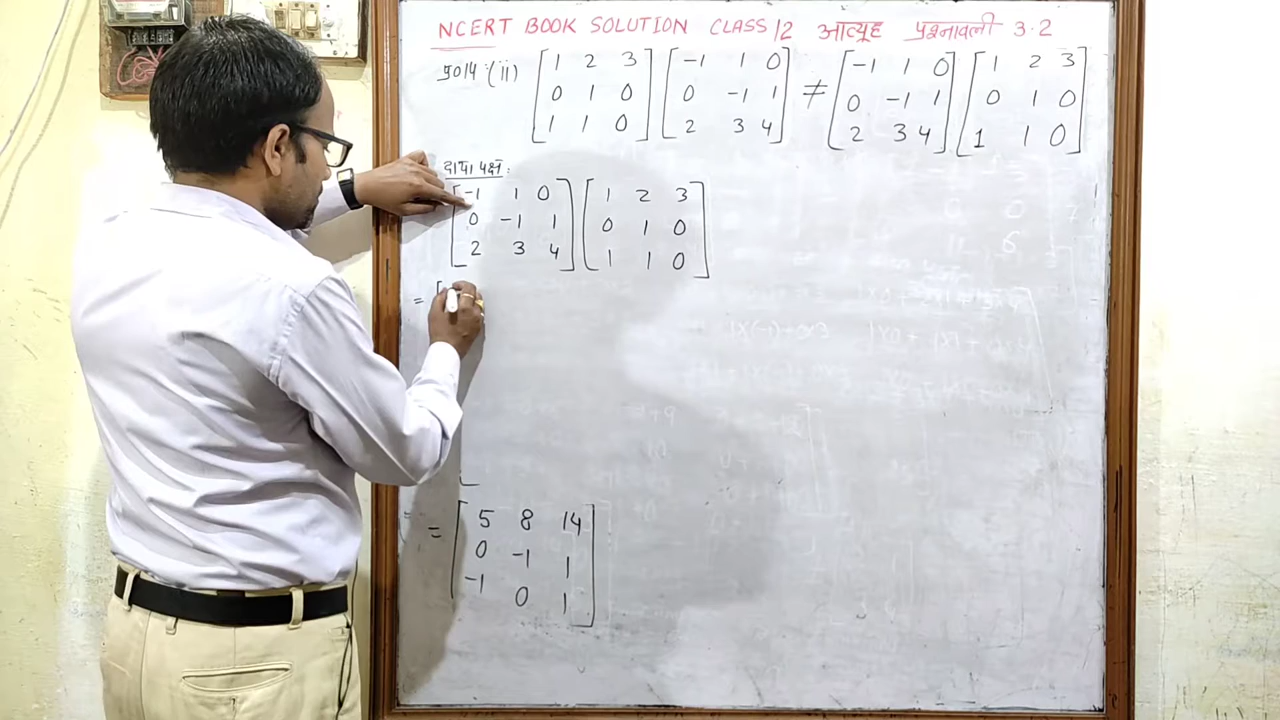 NCERT BOOK SOLUTION CLASS 12 आव्यूह प्रश्नावली 3.2
प्र०14:(ii) [1 2 3] [-1 1 0] ≠ [-1 1 0] [1 2 3]
[0 1 0] [0 -1 1] [0 -1 1] [0 1 0]
[1 1 0] [2 3 4] [2 3 4] [1 1 0]
दायाँ पक्ष:
[-1 1 0] [1 2 3]
[0 -1 1] [0 1 0]
[2 3 4] [1 1 0]
= [
= [5 8 14]
[0 -1 1]
[-1 0 1]